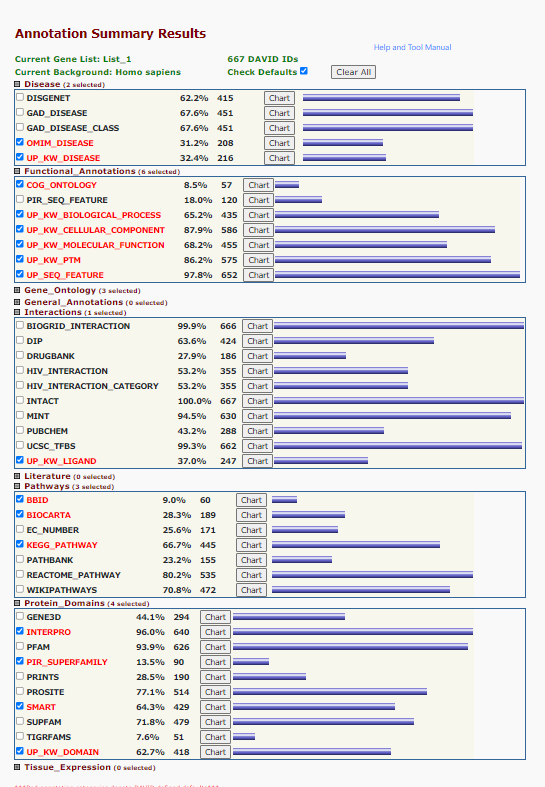 Annotation Summary Results
Help and Tool Manual
Current Gene List: List_1 667 DAVID IDs
Current Background: Homo sapiens Check Defaults Clear All
Disease (2 selected)
DISGENET 62.2% 415 Chart
GAD_DISEASE 67.6% 451 Chart
GAD_DISEASE_CLASS 67.6% 451 Chart
OMIM_DISEASE 31.2% 208 Chart
UP_KW_DISEASE 32.4% 216 Chart
Functional_Annotations (6 selected)
COG_ONTOLOGY 8.5% 57 Chart
PIR_SEQ_FEATURE 18.0% 120 Chart
UP_KW_BIOLOGICAL_PROCESS 65.2% 435 Chart
UP_KW_CELLULAR_COMPONENT 87.9% 586 Chart
UP_KW_MOLECULAR_FUNCTION 68.2% 455 Chart
UP_KW_PTM 86.2% 575 Chart
UP_SEQ_FEATURE 97.8% 652 Chart
Gene_Ontology (3 selected)
General_Annotations (0 selected)
Interactions (1 selected)
BIOGRID_INTERACTION 99.9% 666 Chart
DIP 63.6% 424 Chart
DRUGBANK 27.9% 186 Chart
HIV_INTERACTION 53.2% 355 Chart
HIV_INTERACTION_CATEGORY 53.2% 355 Chart
INTACT 100.0% 667 Chart
MINT 94.5% 630 Chart
PUBCHEM 43.2% 288 Chart
UCSC_TFBS 99.3% 662 Chart
UP_KW_LIGAND 37.0% 247 Chart
Literature (0 selected)
Pathways (3 selected)
BBID 9.0% 60 Chart
BIOCARTA 28.3% 189 Chart
EC_NUMBER 25.6% 171 Chart
KEGG_PATHWAY 66.7% 445 Chart
PATHBANK 23.2% 155 Chart
REACTOME_PATHWAY 80.2% 535 Chart
WIKIPATHWAYS 70.8% 472 Chart
Protein_Domains (4 selected)
GENE3D 44.1% 294 Chart
INTERPRO 96.0% 640 Chart
PFAM 93.9% 626 Chart
PIR_SUPERFAMILY 13.5% 90 Chart
PRINTS 28.5% 190 Chart
PROSITE 77.1% 514 Chart
SMART 64.3% 429 Chart
SUPFAM 71.8% 479 Chart
TIGRFAMS 7.6% 51 Chart
UP_KW_DOMAIN 62.7% 418 Chart
Tissue_Expression (0 selected)